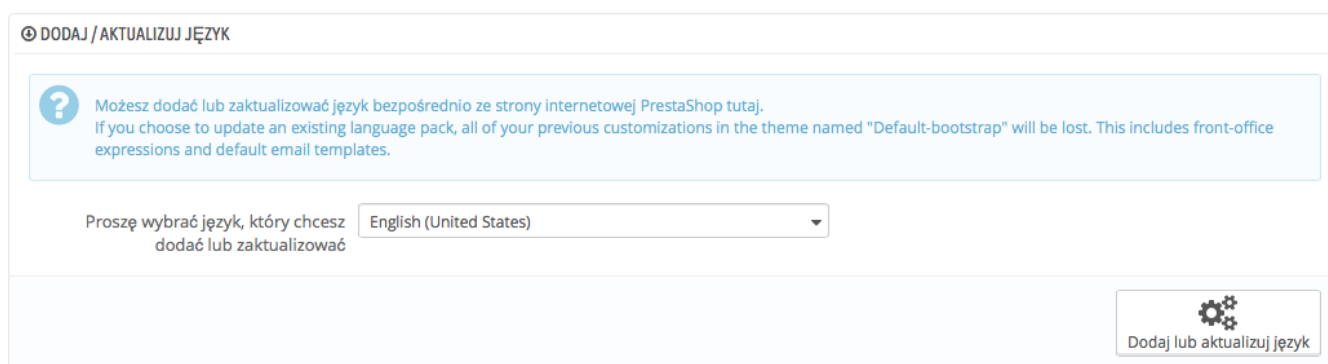 DODAJ / AKTUALIZUJ JĘZYK
Możesz dodać lub zaktualizować język bezpośrednio ze strony internetowej PrestaShop tutaj.
If you choose to update an existing language pack, all of your previous customizations in the theme named "Default-bootstrap" will be lost. This includes front-office
expressions and default email templates.
Proszę wybrać język, który chcesz
dodać lub zaktualizować
English (United States)
Dodaj lub aktualizuj język